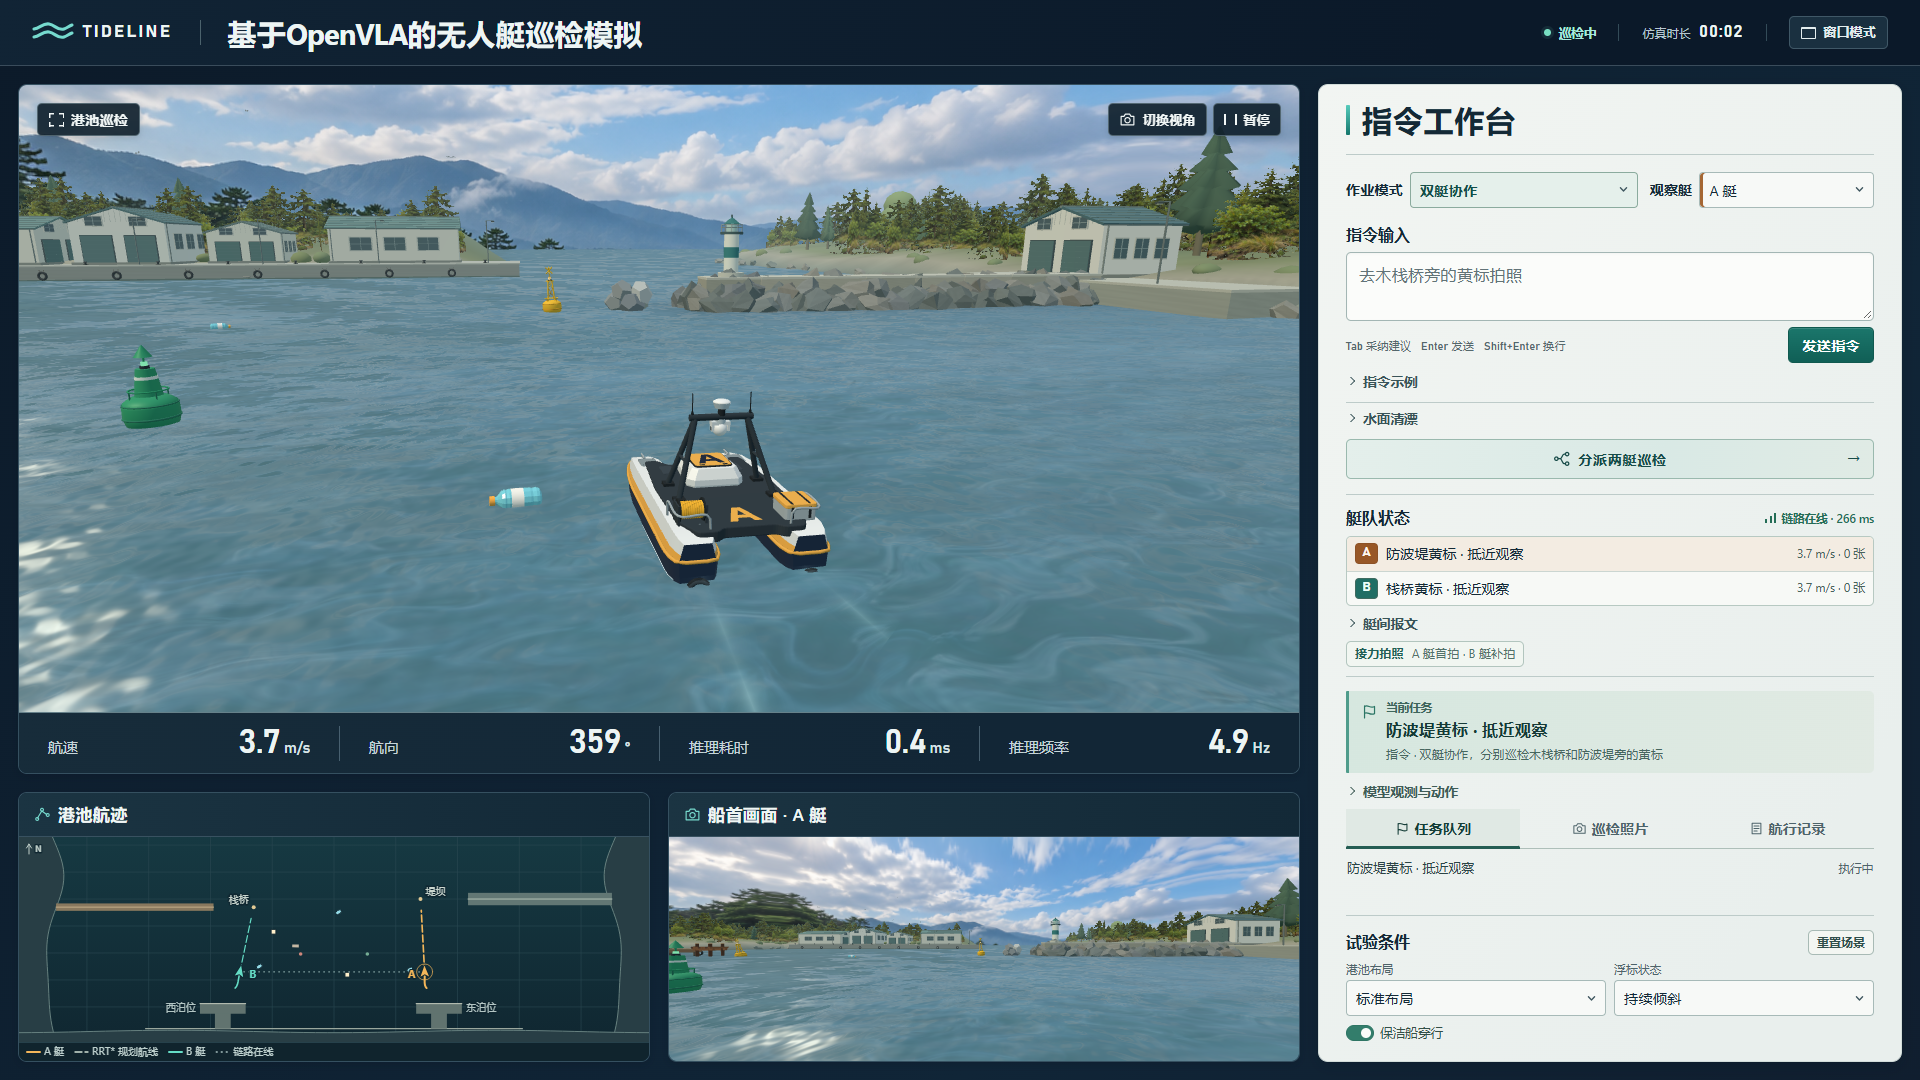 TIDELINE
基于OpenVLA的无人艇巡检模拟
巡检中
仿真时长 00:02
窗口模式
港池巡检
切换视角
暂停
A
A
航速 3.7 m/s
航向 359°
推理耗时 0.4 ms
推理频率 4.9 Hz
港池航迹
N
栈桥
堤坝
B
A
西泊位
东泊位
A 艇
RRT* 规划航线
B 艇
链路在线
船首画面 · A 艇
指令工作台
作业模式 双艇协作
观察艇 A 艇
指令输入
去木栈桥旁的黄标拍照
Tab 采纳建议 Enter 发送 Shift+Enter 换行
发送指令
指令示例
水面清漂
分派两艇巡检 →
艇队状态
链路在线 · 266 ms
A 防波堤黄标 · 抵近观察 3.7 m/s · 0 张
B 栈桥黄标 · 抵近观察 3.7 m/s · 0 张
艇间报文
接力拍照 A 艇首拍 · B 艇补拍
当前任务
防波堤黄标 · 抵近观察
指令 · 双艇协作，分别巡检木栈桥和防波堤旁的黄标
模型观测与动作
任务队列
巡检照片
航行记录
防波堤黄标 · 抵近观察 执行中
试验条件
重置场景
港池布局
浮标状态
标准布局
持续倾斜
保洁船穿行